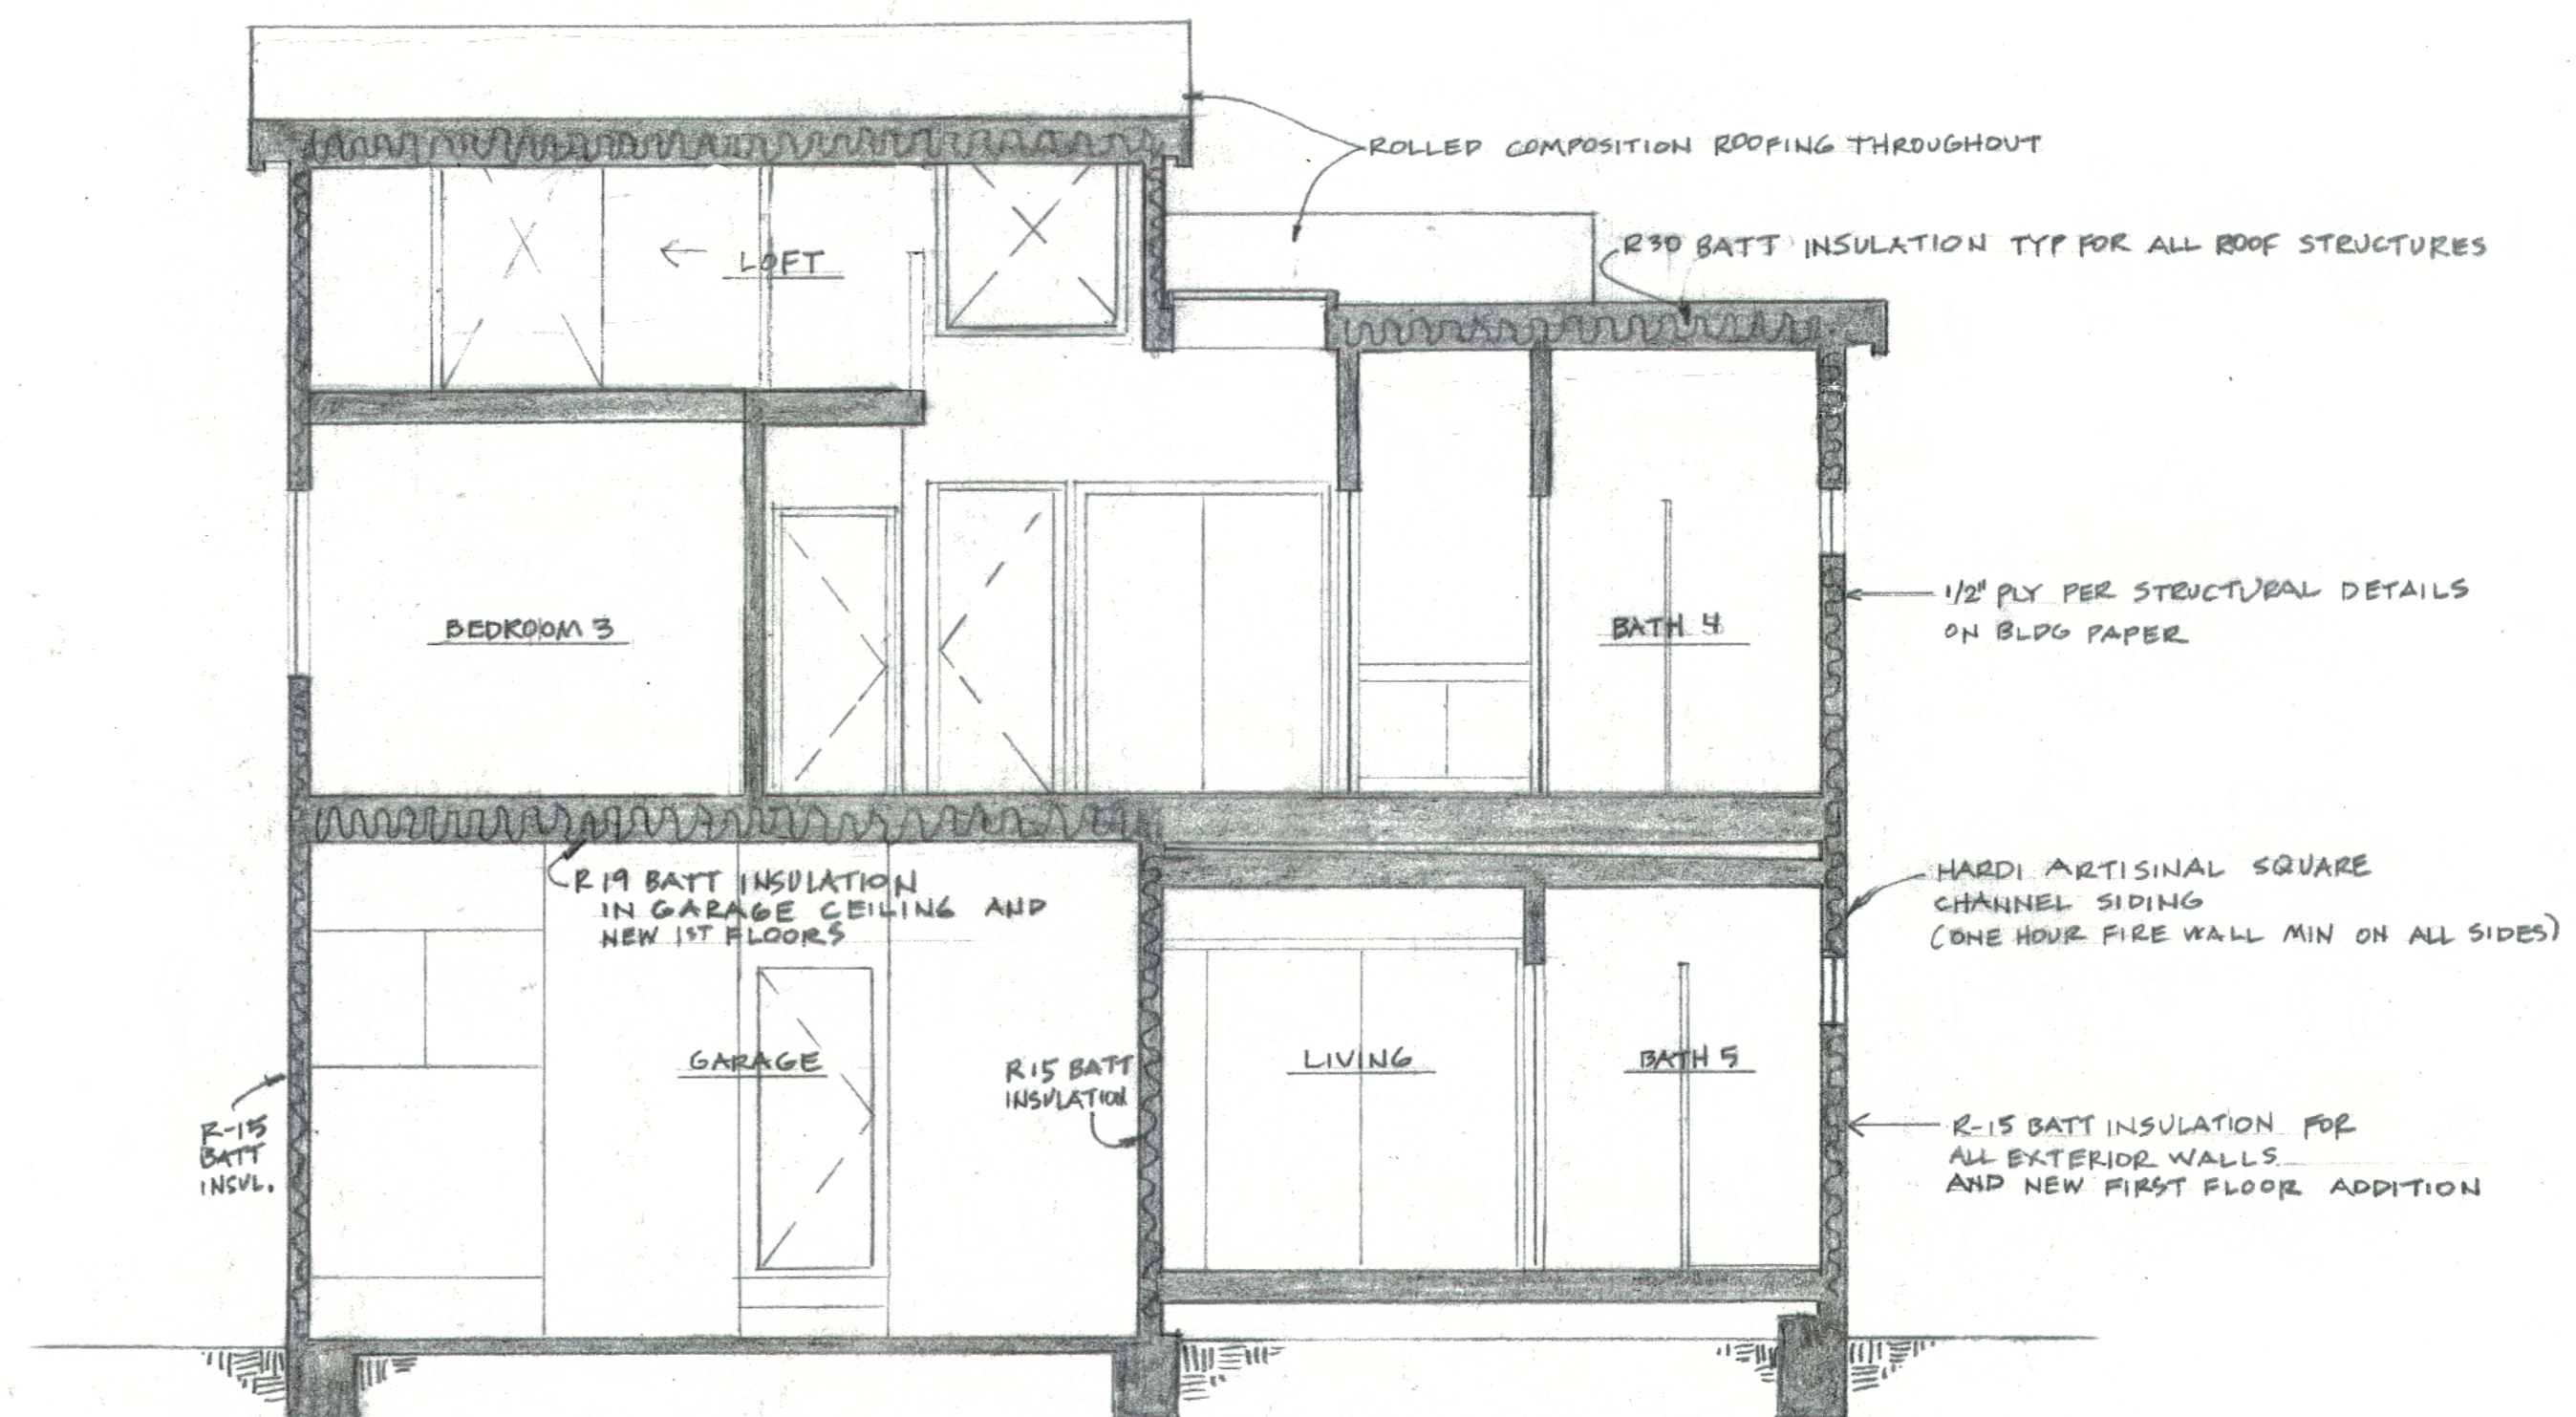 ROLLED COMPOSITION ROOFING THROUGHOUT
R30 BATT INSULATION TYP FOR ALL ROOF STRUCTURES
LOFT
BEDROOM 3
BATH 4
1/2" PLY PER STRUCTURAL DETAILS
ON BLDG PAPER
R19 BATT INSULATION
IN GARAGE CEILING AND
NEW 1ST FLOORS
HARDI ARTISINAL SQUARE
CHANNEL SIDING
(ONE HOUR FIRE WALL MIN ON ALL SIDES)
GARAGE
R15 BATT
INSULATION
LIVING
BATH 5
R-15
BATT
INSUL.
R-15 BATT INSULATION FOR
ALL EXTERIOR WALLS
AND NEW FIRST FLOOR ADDITION